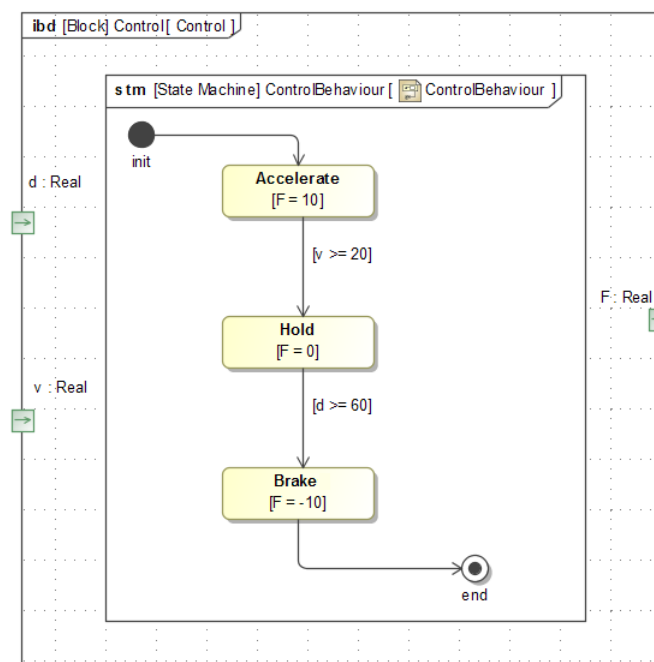 ibd [Block] Control[ Control ]
stm [State Machine] ControlBehaviour [ ControlBehaviour ]
init
Accelerate
[F = 10]
d : Real
[v >= 20]
F : Real
Hold
[F = 0]
v : Real
[d >= 60]
Brake
[F = -10]
end